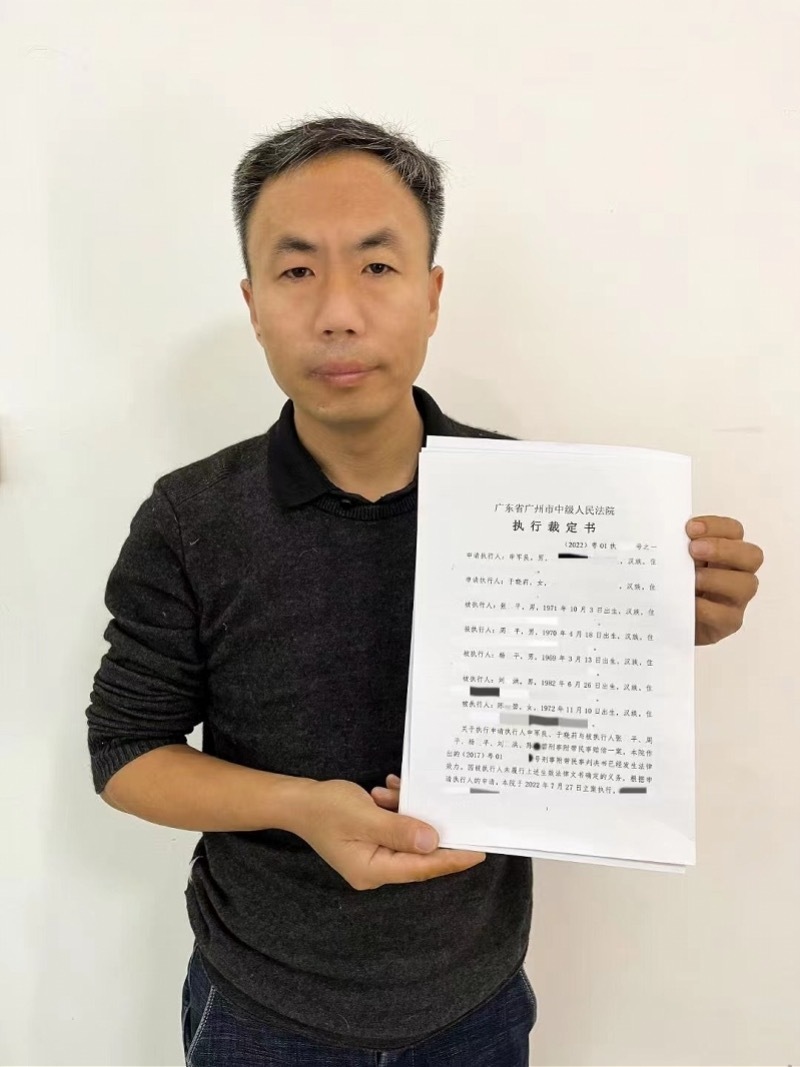 广东省广州市中级人民法院
执行裁定书
(2022)粤01执 号之一
申请执行人:申军良,男, ,汉族,住
申请执行人:于晓莉,女, ,汉族,住
被执行人:张 平,男,1971年10月3日出生,汉族,住
被执行人:周 平,男,1970年4月18日出生,汉族,住
被执行人:杨 平,男,1969年3月13日出生,汉族,住
被执行人:刘 洪,男,1982年6月26日出生,汉族,住
被执行人:陈 碧,女,1972年11月10日出生,汉族,住
关于执行申请执行人申军良、于晓莉与被执行人张 平、周
平、杨 平、刘 洪、陈 碧刑事附带民事赔偿一案,本院作
出的(2017)粤01 号刑事附带民事判决书已经发生法律
效力。因被执行人未履行上述生效法律文书确定的义务,根据申
请执行人的申请,本院于2022年7月27日立案执行。
1